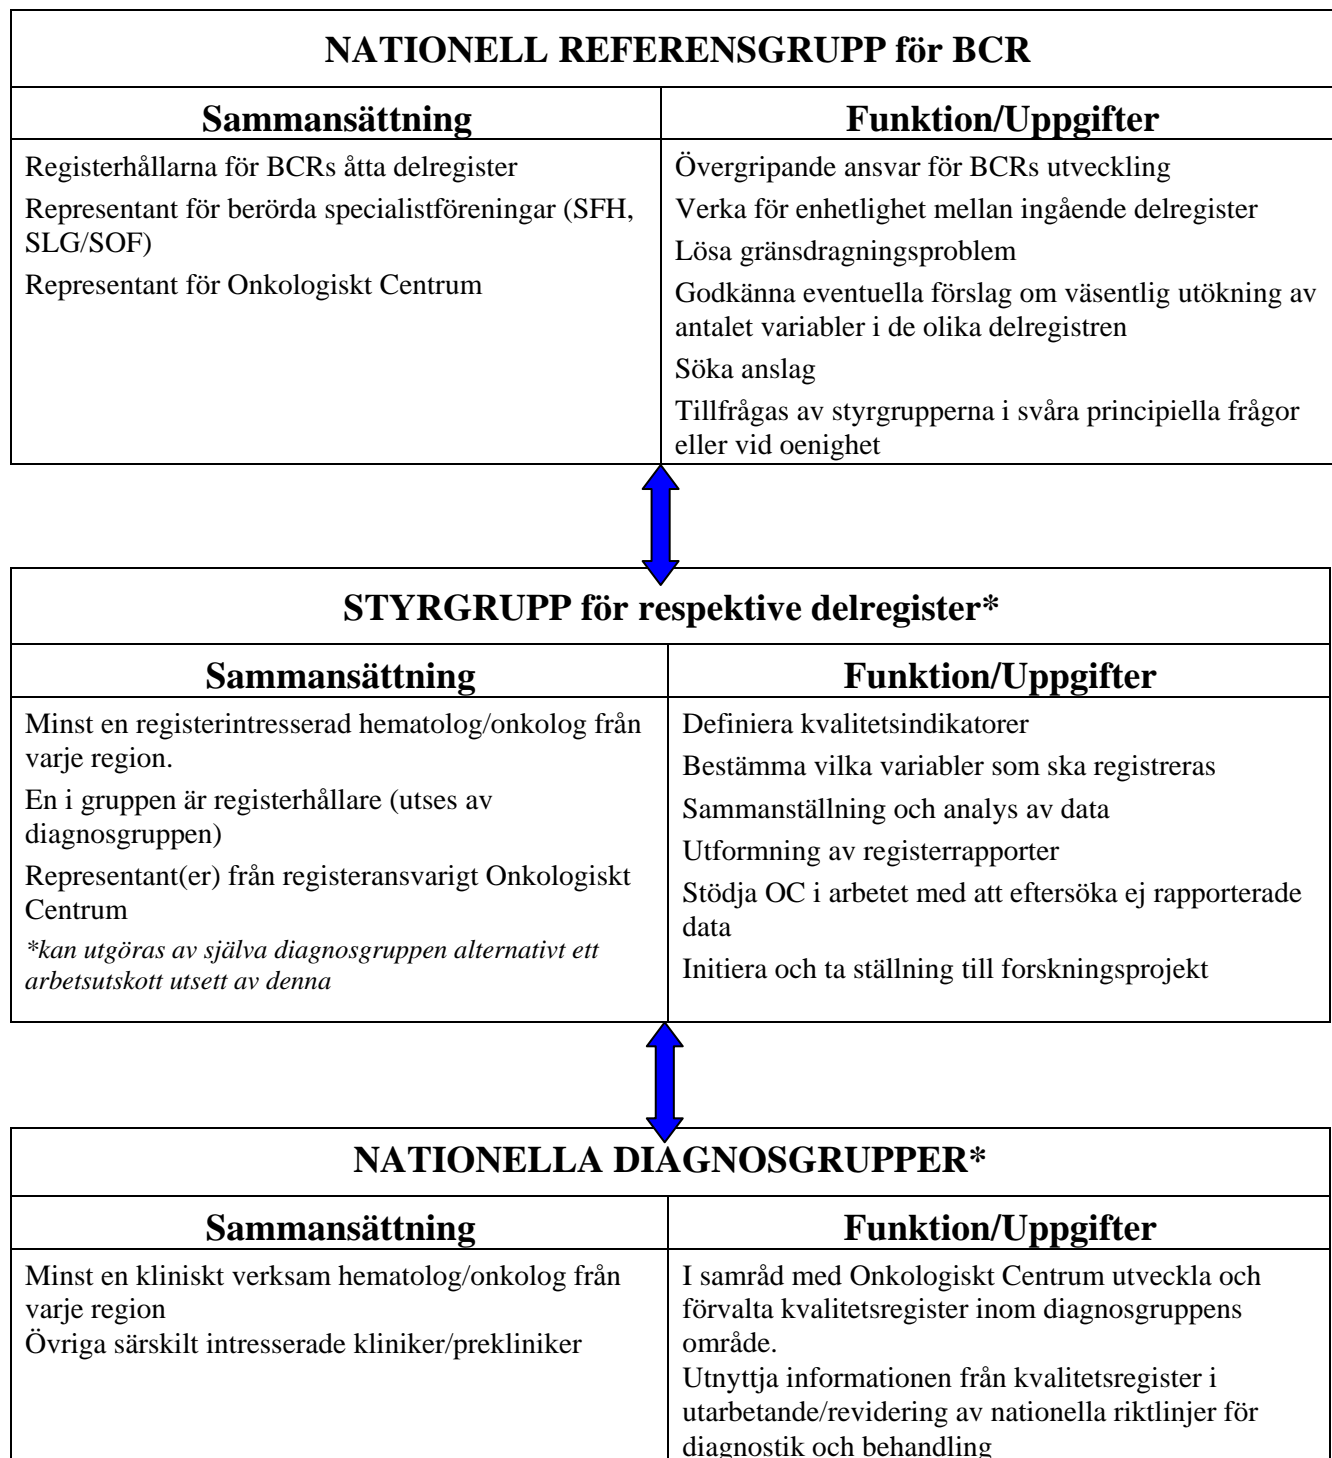 NATIONELL REFERENSGRUPP för BCR
Sammansättning
Registerhållarna för BCRs åtta delregister
Representant för berörda specialistföreningar (SFH,
SLG/SOF)
Representant för Onkologiskt Centrum
Funktion/Uppgifter
Övergripande ansvar för BCRs utveckling
Verka för enhetlighet mellan ingående delregister
Lösa gränsdragningsproblem
Godkänna eventuella förslag om väsentlig utökning av
antalet variabler i de olika delregistren
Söka anslag
Tillfrågas av styrgrupperna i svåra principiella frågor
eller vid oenighet
STYRGRUPP för respektive delregister*
Sammansättning
Minst en registerintresserad hematolog/onkolog från
varje region.
En i gruppen är registerhållare (utses av
diagnosgruppen)
Representant(er) från registeransvarigt Onkologiskt
Centrum
*kan utgöras av själva diagnosgruppen alternativt ett
arbetsutskott utsett av denna
Funktion/Uppgifter
Definiera kvalitetsindikatorer
Bestämma vilka variabler som ska registreras
Sammanställning och analys av data
Utformning av registerrapporter
Stödja OC i arbetet med att eftersöka ej rapporterade
data
Initiera och ta ställning till forskningsprojekt
NATIONELLA DIAGNOSGRUPPER*
Sammansättning
Minst en kliniskt verksam hematolog/onkolog från
varje region
Övriga särskilt intresserade kliniker/prekliniker
Funktion/Uppgifter
I samråd med Onkologiskt Centrum utveckla och
förvalta kvalitetsregister inom diagnosgruppens
område.
Utnyttja informationen från kvalitetsregister i
utarbetande/revidering av nationella riktlinjer för
diagnostik och behandling